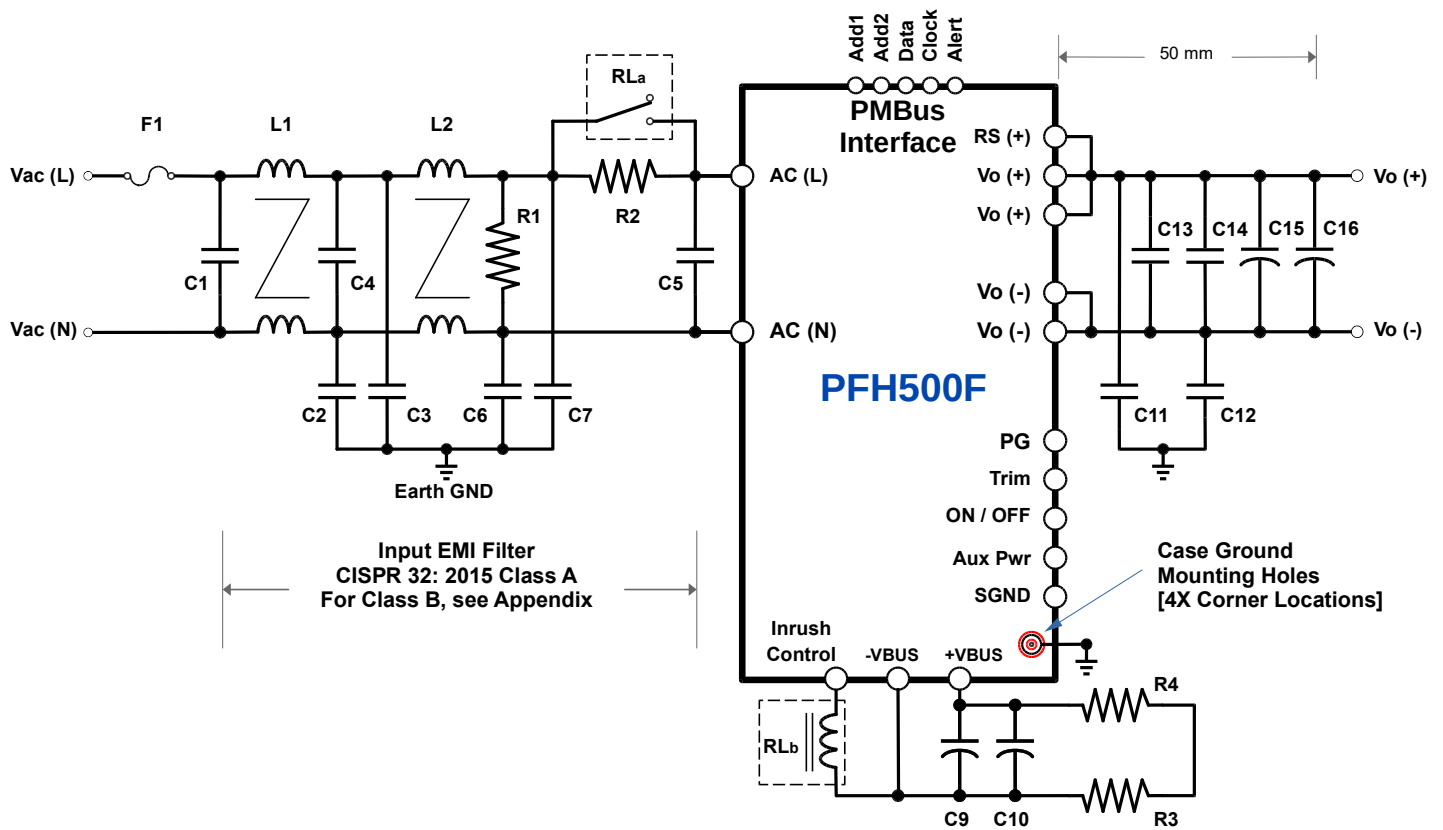 Add1
Add2
Data
Clock
Alert
50 mm
RLa
PMBus
Interface
F1
L1
L2
RS (+)
Vac (L)
AC (L)
Vo (+)
Vo (+)
R1
R2
Vo (+)
C13
C14
C15
C16
C1
C4
C5
Vo (-)
Vac (N)
AC (N)
Vo (-)
Vo (-)
PFH500F
C2
C3
C6
C7
C11
C12
PG
Earth GND
Trim
ON / OFF
Input EMI Filter
CISPR 32: 2015 Class A
For Class B, see Appendix
Aux Pwr
SGND
Case Ground
Mounting Holes
[4X Corner Locations]
Inrush
Control
-VBUS
+VBUS
R4
RLb
C9
C10
R3